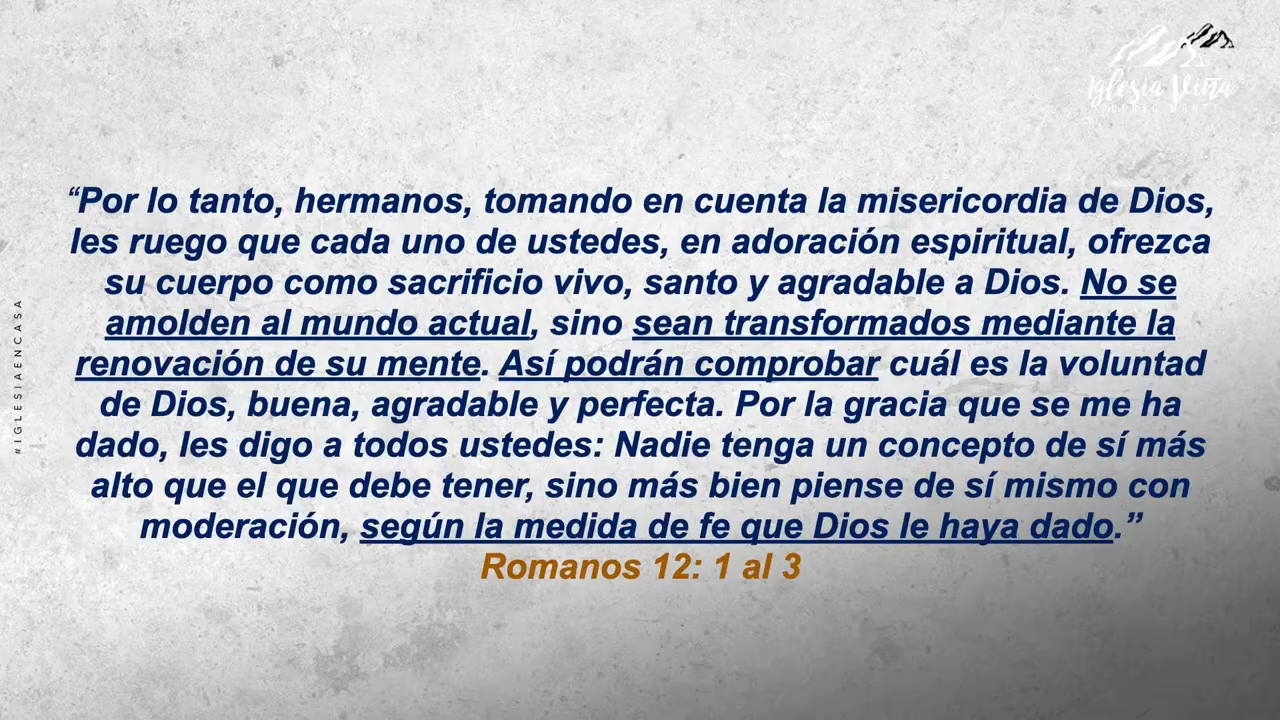 Iglesia Viña
#IGLESIAENCASA
“Por lo tanto, hermanos, tomando en cuenta la misericordia de Dios,
les ruego que cada uno de ustedes, en adoración espiritual, ofrezca
su cuerpo como sacrificio vivo, santo y agradable a Dios. No se
amolden al mundo actual, sino sean transformados mediante la
renovación de su mente. Así podrán comprobar cuál es la voluntad
de Dios, buena, agradable y perfecta. Por la gracia que se me ha
dado, les digo a todos ustedes: Nadie tenga un concepto de sí más
alto que el que debe tener, sino más bien piense de sí mismo con
moderación, según la medida de fe que Dios le haya dado.”
Romanos 12: 1 al 3